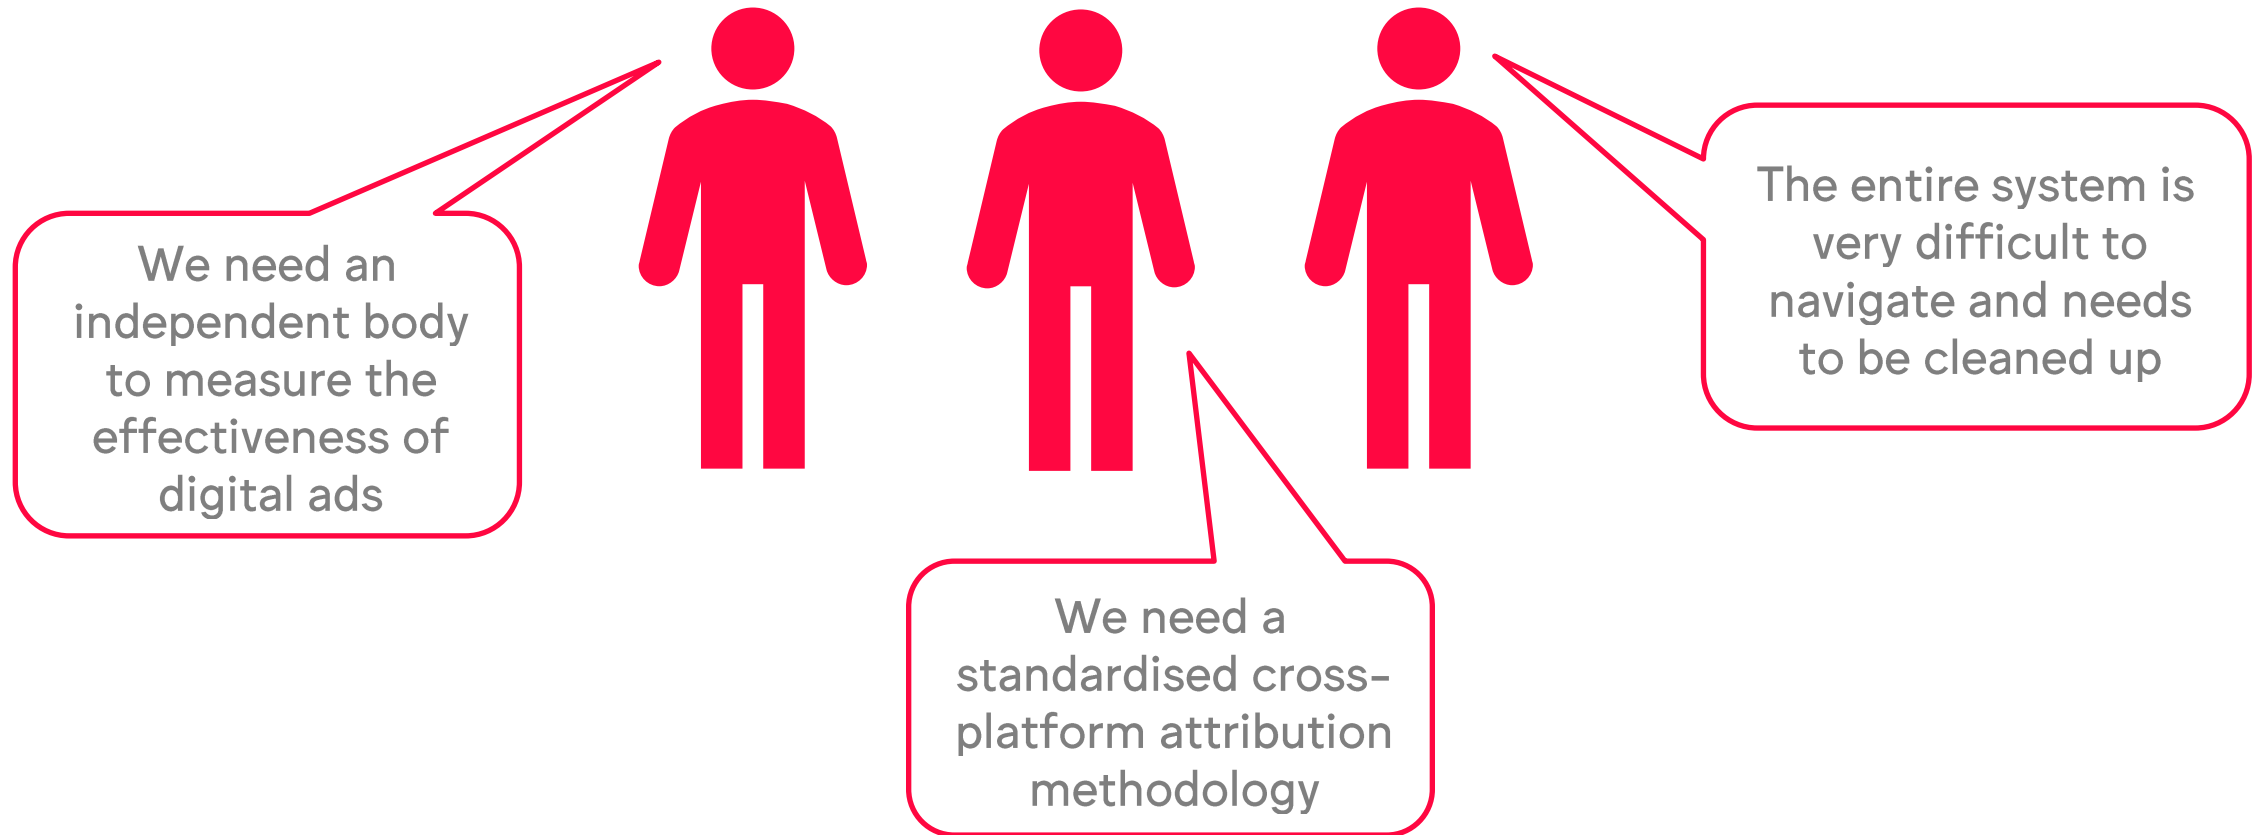 We need an
independent body
to measure the
effectiveness of
digital ads
We need a
standardised cross-
platform attribution
methodology
The entire system is
very difficult to
navigate and needs
to be cleaned up